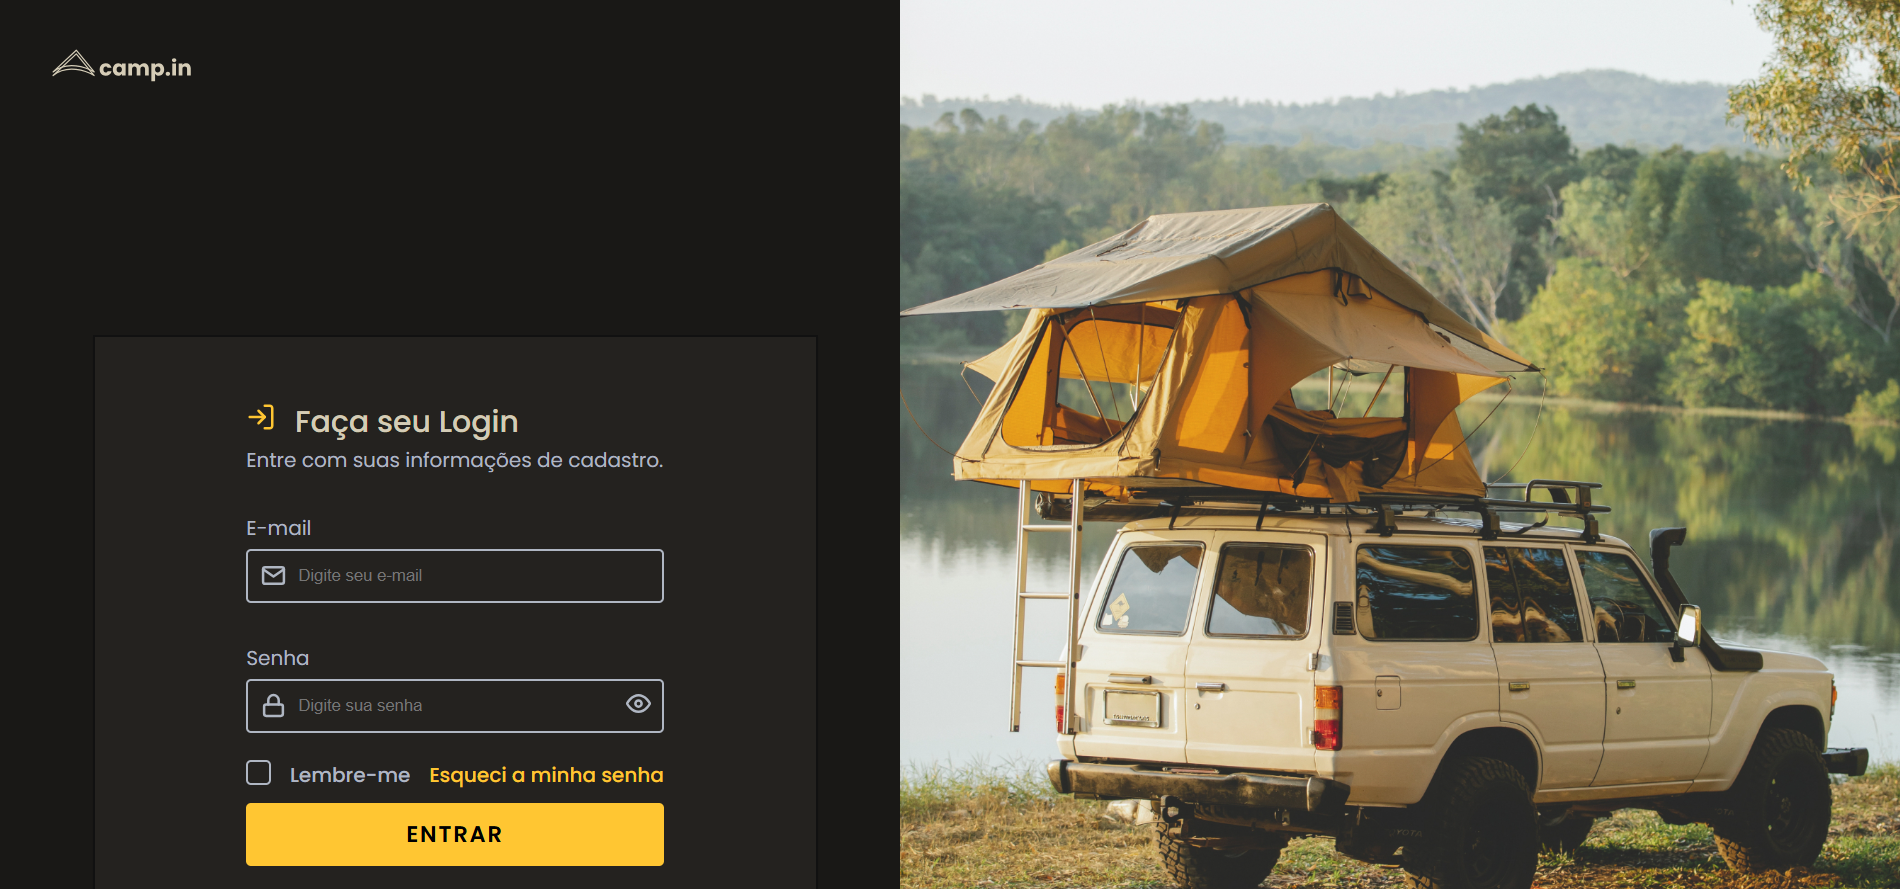 camp.in
Faça seu Login
Entre com suas informações de cadastro.
E-mail
Digite seu e-mail
Senha
Digite sua senha
Lembre-me Esqueci a minha senha
ENTRAR